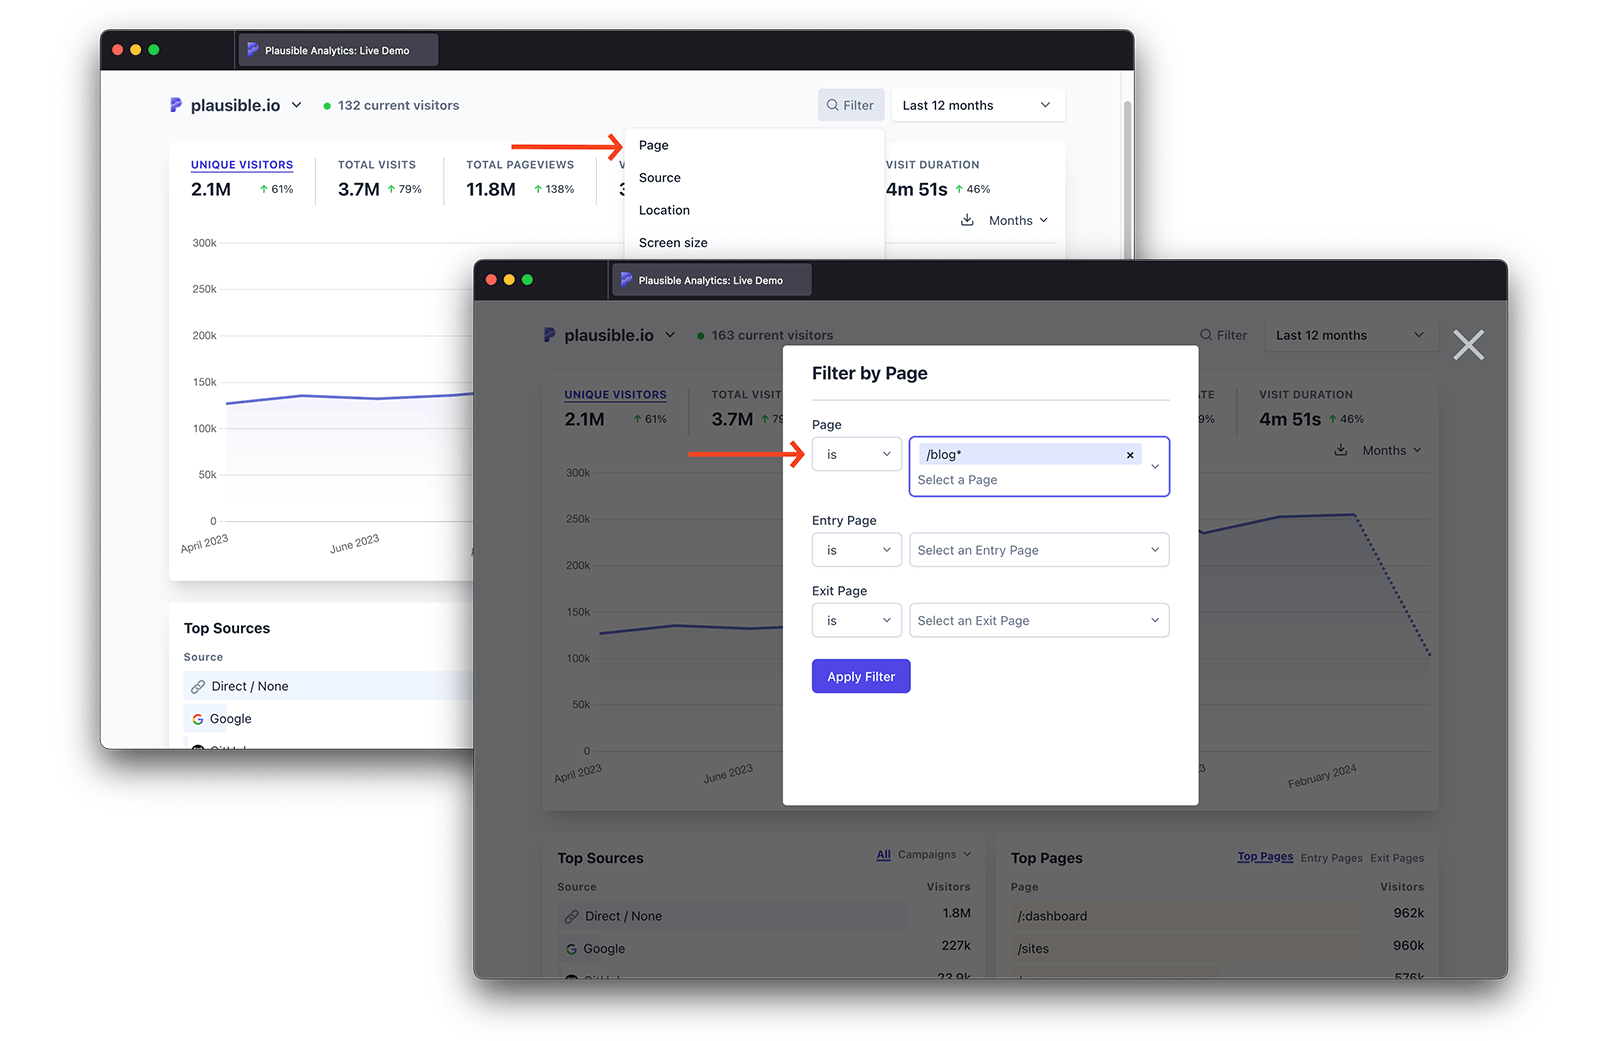 Plausible Analytics: Live Demo
plausible.io
132 current visitors
Filter
Last 12 months
Page
Source
Location
Screen size
UNIQUE VISITORS
2.1M
61%
TOTAL VISITS
3.7M
79%
TOTAL PAGEVIEWS
11.8M
138%
VISIT DURATION
4m 51s
46%
Months
300k
250k
200k
150k
100k
50k
0
April 2023
June 2023
Top Sources
Source
Direct / None
Google
Plausible Analytics: Live Demo
plausible.io
163 current visitors
Filter
Last 12 months
UNIQUE VISITORS
2.1M
61%
TOTAL VISIT
3.7M
VISIT DURATION
4m 51s
46%
Months
300k
250k
200k
150k
100k
50k
0
April 2023
June 2023
February 2024
Filter by Page
Page
is
/blog*
Select a Page
Entry Page
is
Select an Entry Page
Exit Page
is
Select an Exit Page
Apply Filter
Top Sources
All Campaigns
Source Visitors
Direct / None 1.8M
Google 227k
23.9k
Top Pages
Top Pages Entry Pages Exit Pages
Page Visitors
/:dashboard 962k
/sites 960k
576k